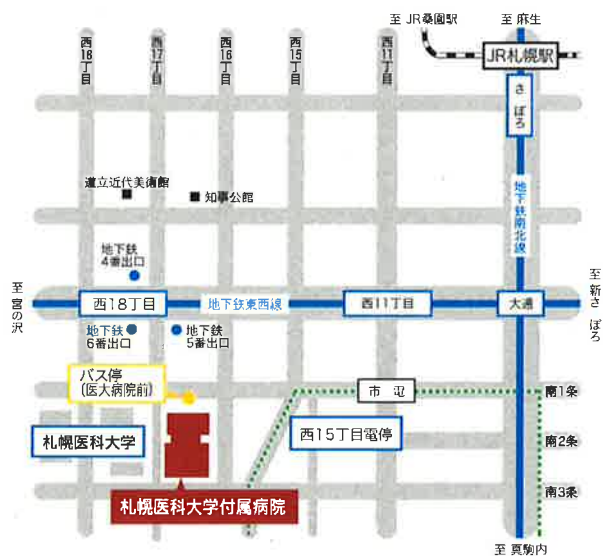 至 JR桑園駅
至 麻生
JR札幌駅
西18丁目
西17丁目
西16丁目
西15丁目
西11丁目
さっぽろ
道立近代美術館
知事公館
地下鉄南北線
地下鉄
4番出口
至 宮の沢
西18丁目
地下鉄東西線
西11丁目
大通
至 新さっぽろ
地下鉄
6番出口
地下鉄
5番出口
バス停
(医大病院前)
市電
南1条
札幌医科大学
西15丁目電停
南2条
札幌医科大学付属病院
南3条
至 真駒内